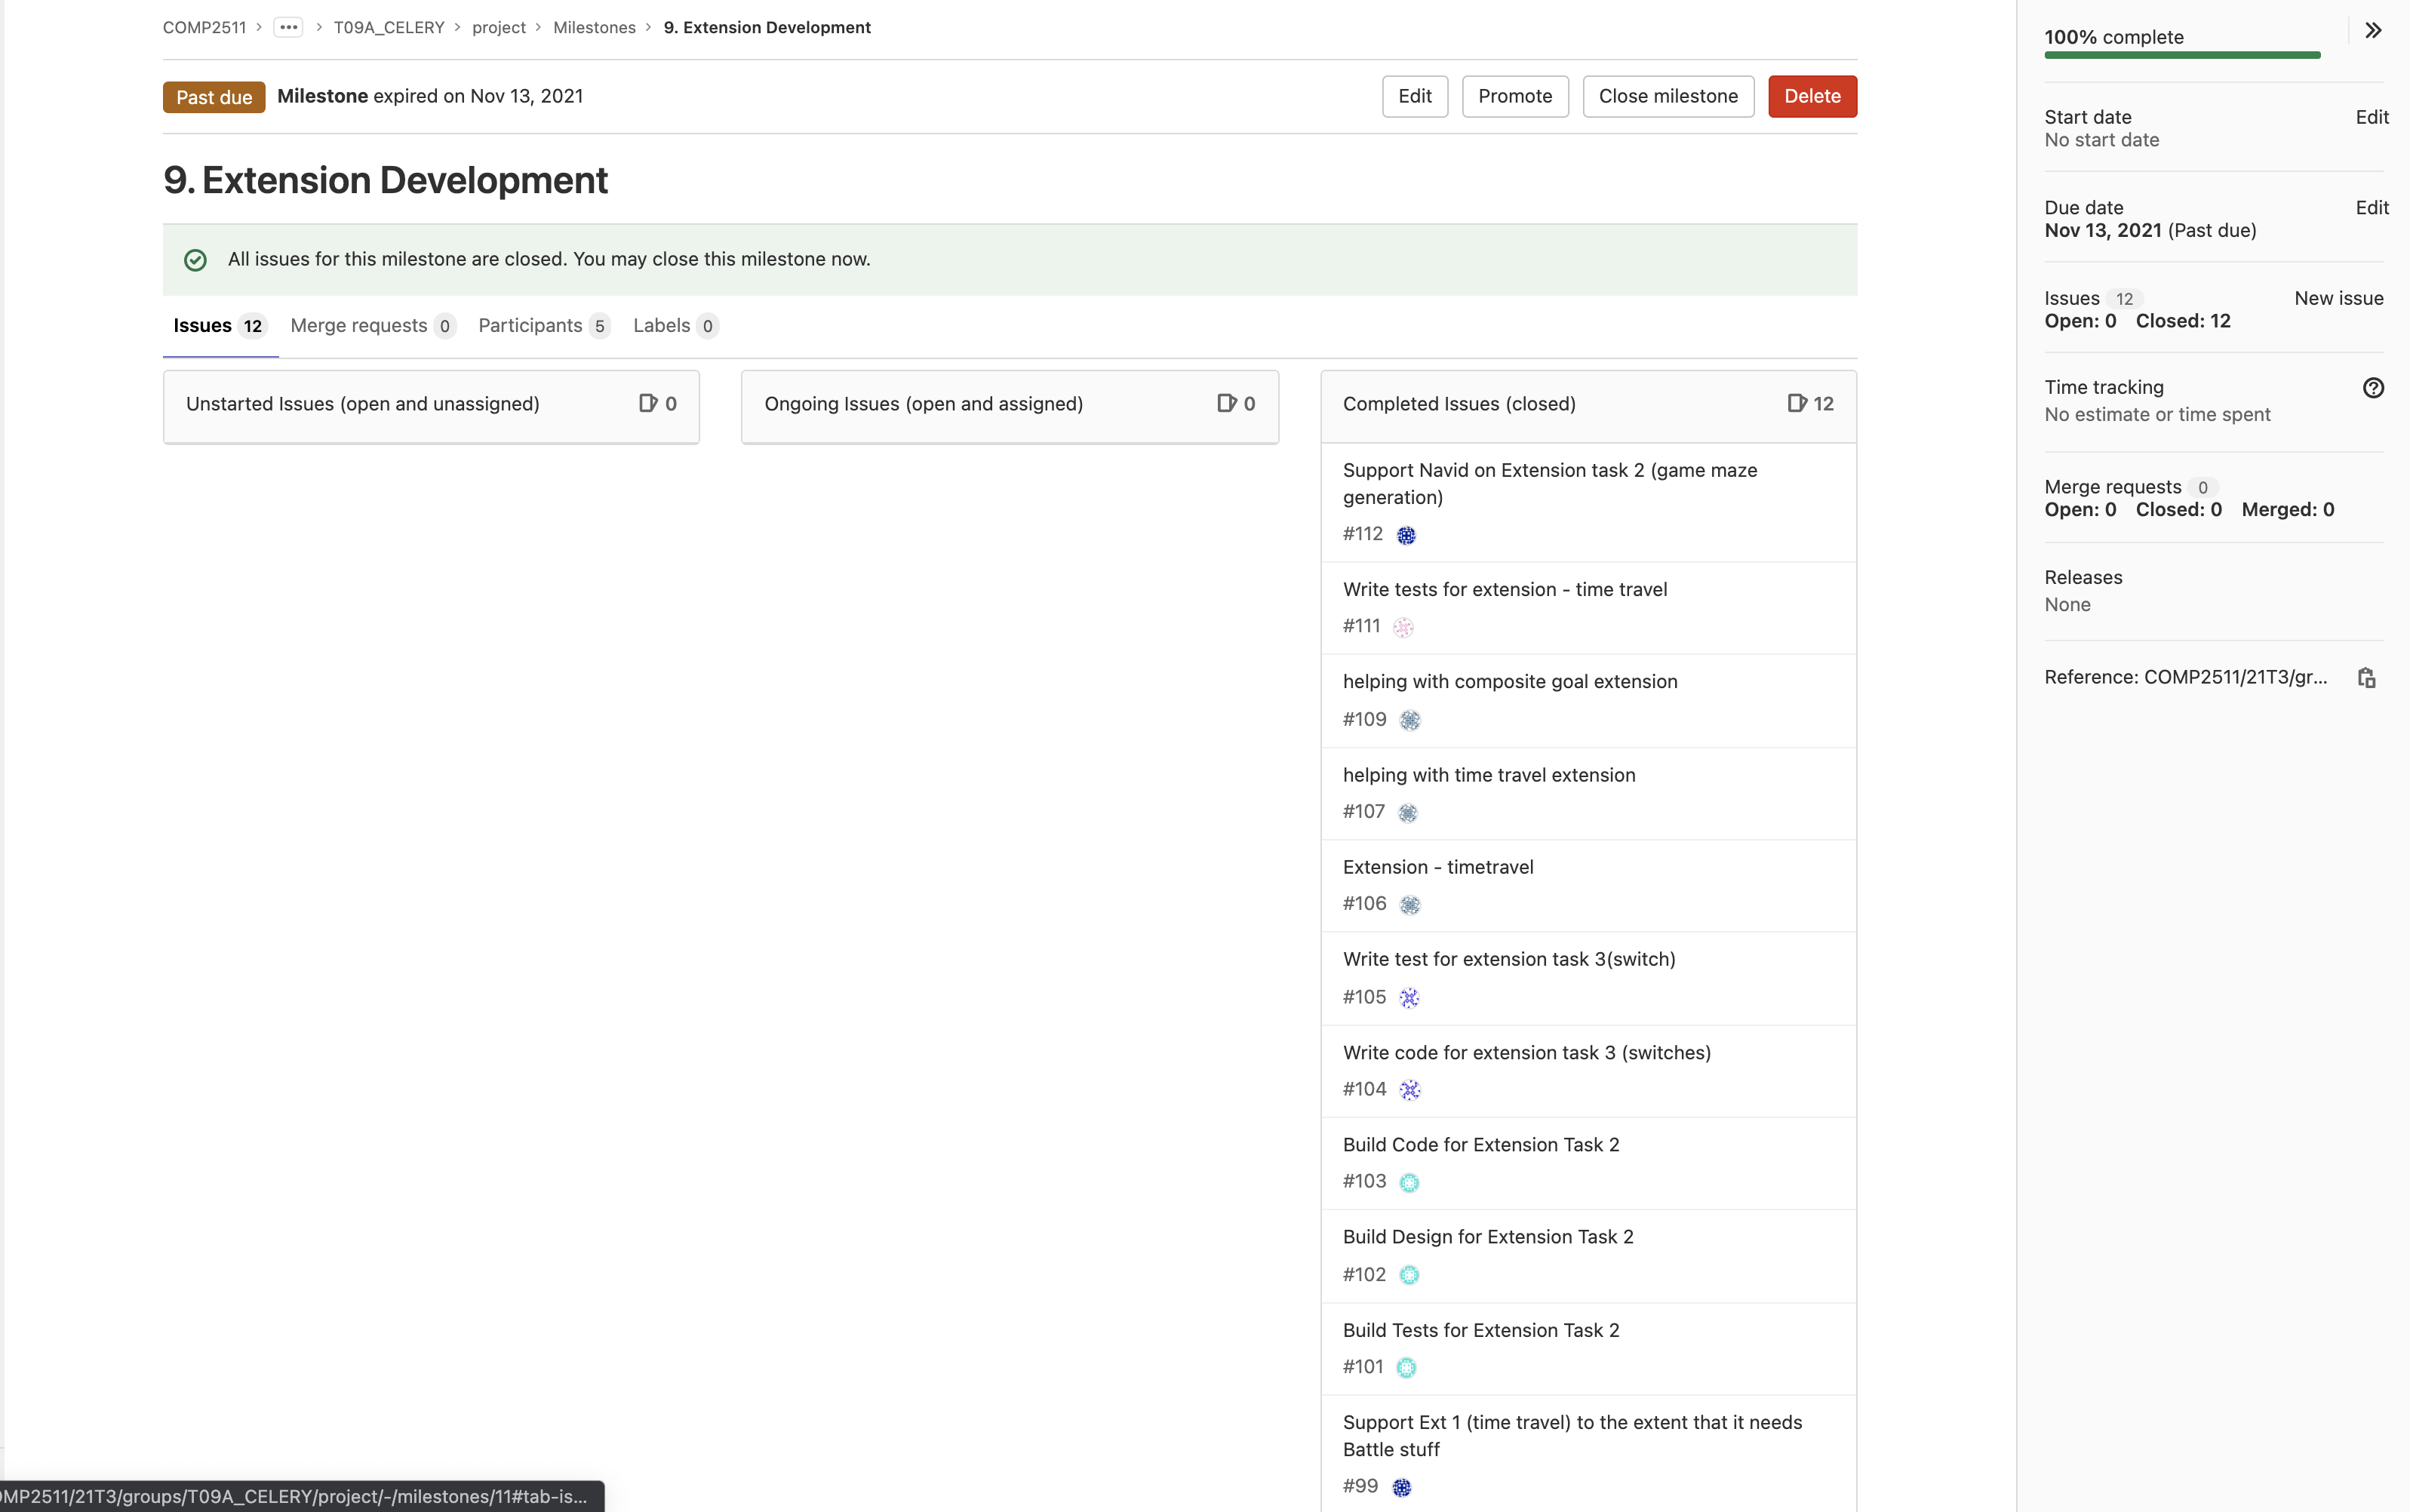 COMP2511 > ••• > T09A_CELERY > project > Milestones > 9. Extension Development
Past due Milestone expired on Nov 13, 2021
Edit Promote Close milestone Delete
9. Extension Development
All issues for this milestone are closed. You may close this milestone now.
Issues 12 Merge requests 0 Participants 5 Labels 0
Unstarted Issues (open and unassigned) 0
Ongoing Issues (open and assigned) 0
Completed Issues (closed) 12
Support Navid on Extension task 2 (game maze
generation)
#112
Write tests for extension - time travel
#111
helping with composite goal extension
#109
helping with time travel extension
#107
Extension - timetravel
#106
Write test for extension task 3(switch)
#105
Write code for extension task 3 (switches)
#104
Build Code for Extension Task 2
#103
Build Design for Extension Task 2
#102
Build Tests for Extension Task 2
#101
Support Ext 1 (time travel) to the extent that it needs
Battle stuff
#99
100% complete
Start date Edit
No start date
Due date Edit
Nov 13, 2021 (Past due)
Issues 12 New issue
Open: 0 Closed: 12
Time tracking
No estimate or time spent
Merge requests 0
Open: 0 Closed: 0 Merged: 0
Releases
None
Reference: COMP2511/21T3/gr...
OMP2511/21T3/groups/T09A_CELERY/project/-/milestones/11#tab-is...